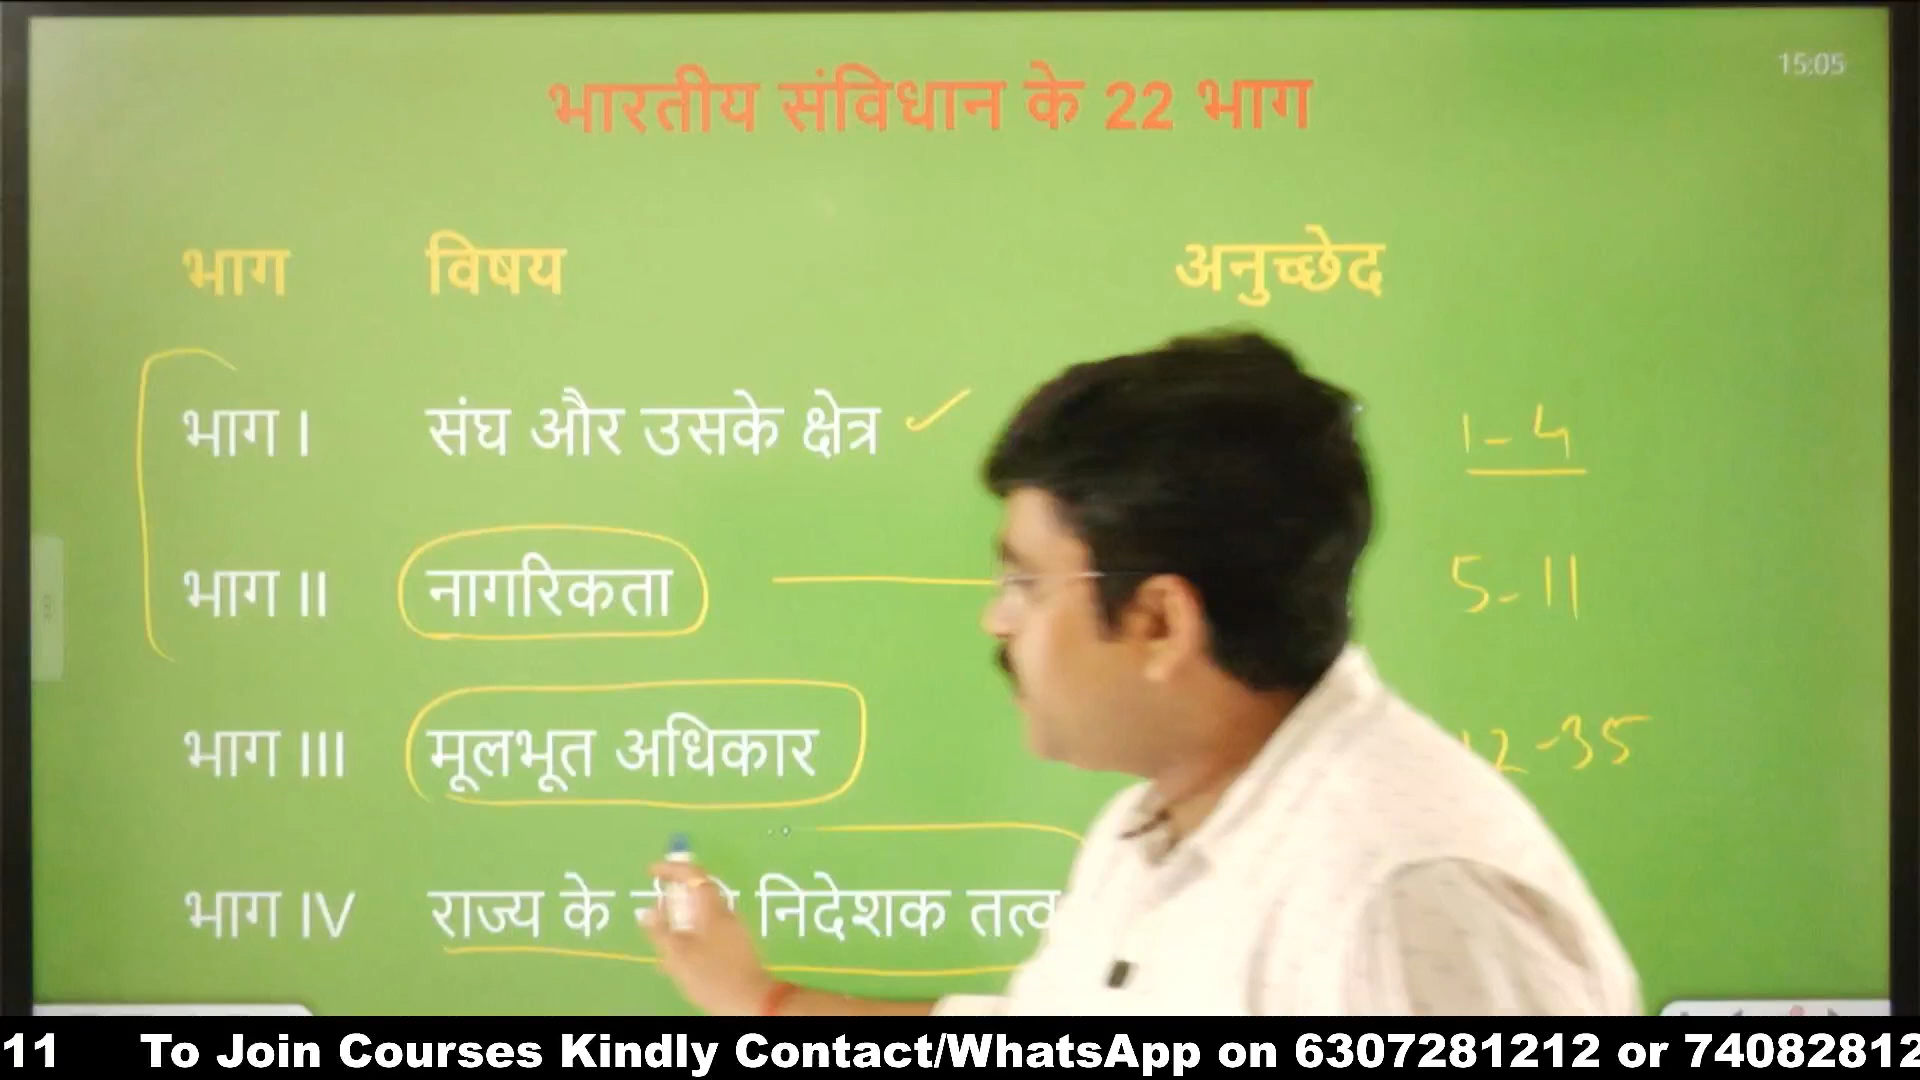 15:05
भारतीय संविधान के 22 भाग
भाग विषय अनुच्छेद
भाग I संघ और उसके क्षेत्र 1-4
भाग II नागरिकता 5-11
भाग III मूलभूत अधिकार 12-35
भाग IV राज्य के निदेशक तत्व
11 To Join Courses Kindly Contact/WhatsApp on 6307281212 or 74082812